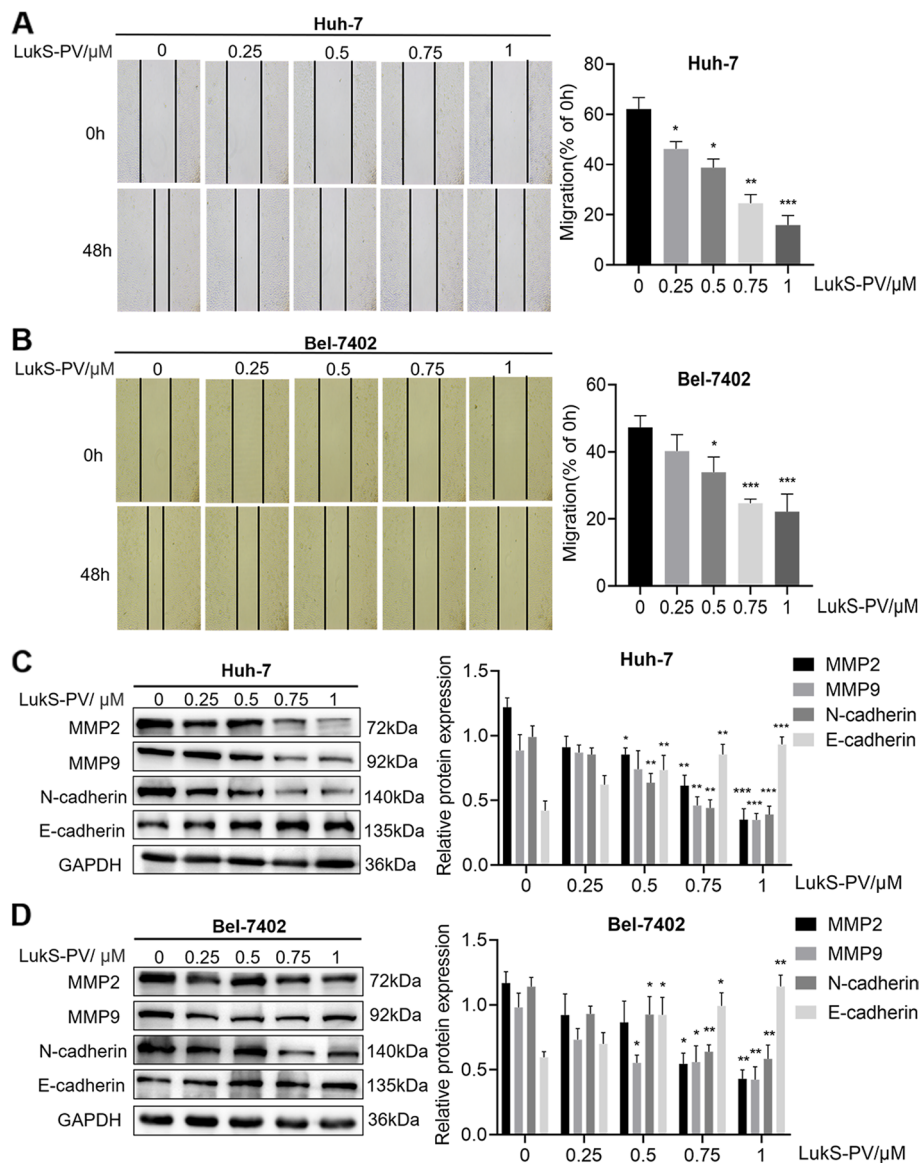 A
Huh-7
LukS-PV/μM 0 0.25 0.5 0.75 1
0h
48h
Huh-7
Migration(% of 0h)
80
60
40
20
0
* * ** ***
0 0.25 0.5 0.75 1 LukS-PV/μM
B
Bel-7402
LukS-PV/μM 0 0.25 0.5 0.75 1
0h
48h
Bel-7402
Migration(% of 0h)
60
40
20
0
* *** ***
0 0.25 0.5 0.75 1 LukS-PV/μM
C
Huh-7
LukS-PV/ μM 0 0.25 0.5 0.75 1
MMP2 72kDa
MMP9 92kDa
N-cadherin 140kDa
E-cadherin 135kDa
GAPDH 36kDa
Huh-7
Relative protein expression
1.5
1.0
0.5
0.0
* ** ** ** ** ** ** *** *** *** ***
0 0.25 0.5 0.75 1 LukS-PV/μM
MMP2
MMP9
N-cadherin
E-cadherin
D
Bel-7402
LukS-PV/ μM 0 0.25 0.5 0.75 1
MMP2 72kDa
MMP9 92kDa
N-cadherin 140kDa
E-cadherin 135kDa
GAPDH 36kDa
Bel-7402
Relative protein expression
1.5
1.0
0.5
0.0
* * * * * ** * ** ** ** **
0 0.25 0.5 0.75 1 LukS-PV/μM
MMP2
MMP9
N-cadherin
E-cadherin